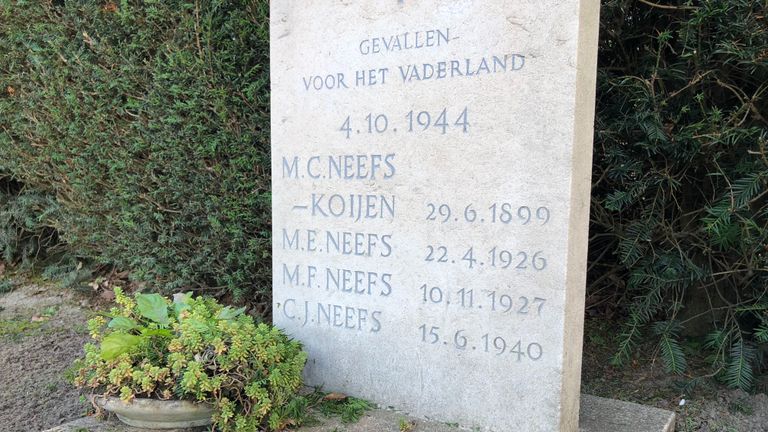 GEVALLEN-
VOOR HET VADERLAND
4.10.1944
M.C.NEEFS
-KOIJEN 29.6.1899
M.E.NEEFS 22.4.1926
M.F.NEEFS 10.11.1927
C.J.NEEFS 15.6.1940